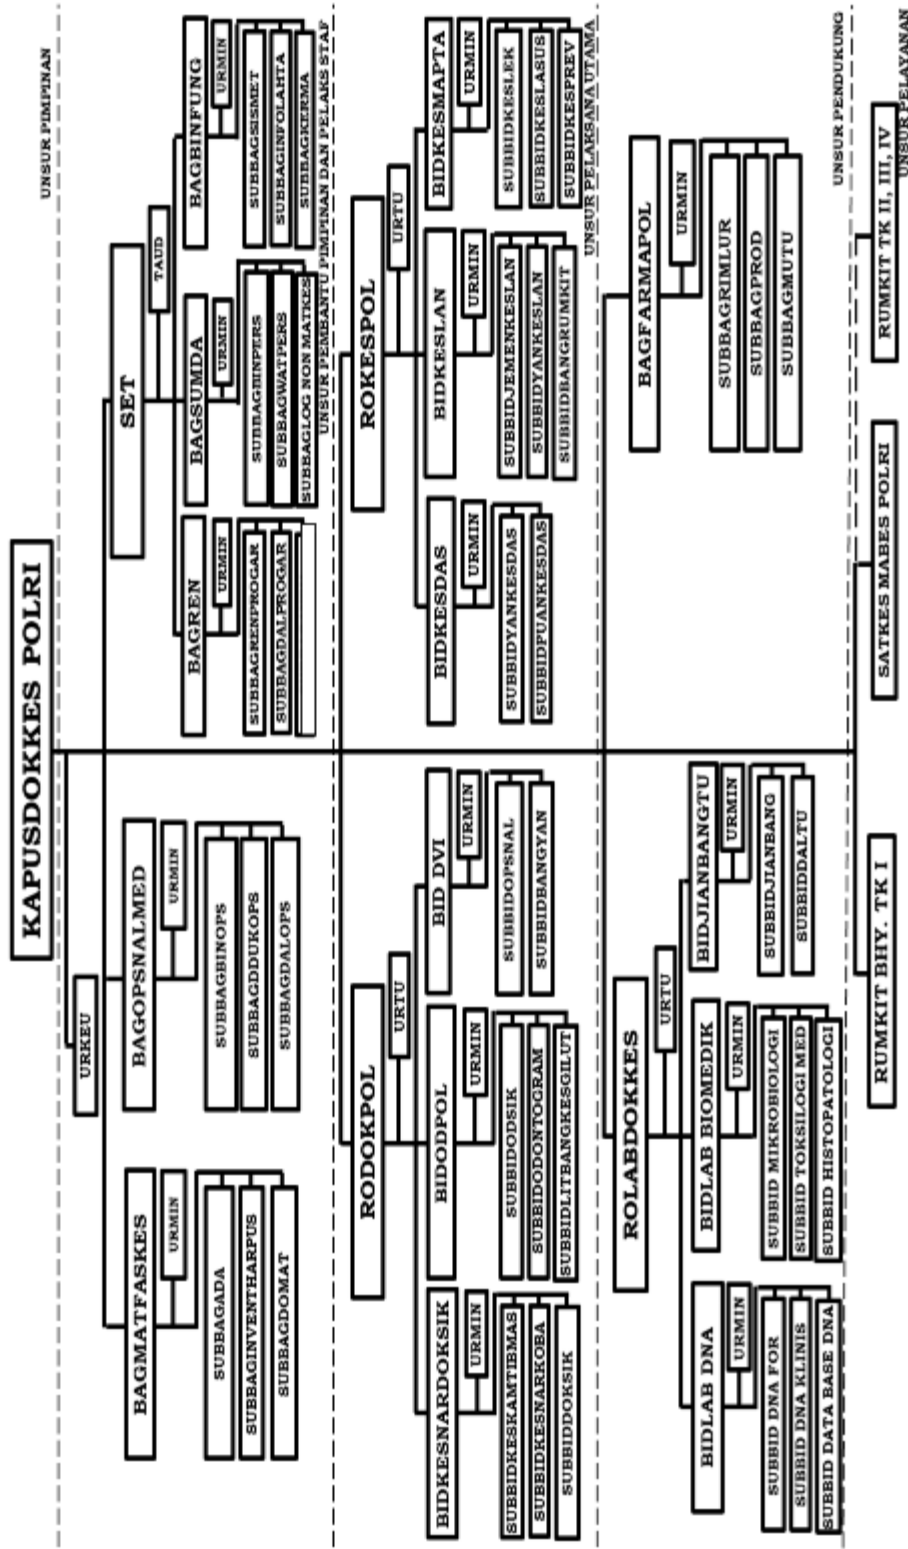 KAPUSDOKKES POLRI
UNSUR PIMPINAN
URKEU
BAGMATFASKES
URMIN
SUBBAGADA
SUBBAGINVENTHARPUS
SUBBAGDOMAT
BAGOPSNALMED
URMIN
SUBBAGBINOPS
SUBBAGDDUKOPS
SUBBAGDALOPS
SET
TAUD
BAGREN
URMIN
SUBBAGRENPROGAR
SUBBAGDALPROGAR
BAGSUMDA
URMIN
SUBBAGBINPERS
SUBBAGWATPERS
SUBBAGLOG NON MATKES
BAGBINFUNG
URMIN
SUBBAGSISMET
SUBBAGINFOLAHTA
SUBBAGKERMA
UNSUR PEMBANTU PIMPINAN DAN PELAKS STAF
RODOKPOL
URTU
BIDKESNARDOKSIK
URMIN
SUBBIDKESKAMTIBMAS
SUBBIDKESNARKOBA
SUBBIDDOKSIK
BIDODPOL
URMIN
SUBBIDODSIK
SUBBIDODONTOGRAM
SUBBIDLITBANGKESGILUT
BID DVI
URMIN
SUBBIDOPSNAL
SUBBIDBANGYAN
ROKESPOL
URTU
BIDKESDAS
URMIN
SUBBIDYANKESDAS
SUBBIDPUANKESDAS
BIDKESLAN
URMIN
SUBBIDJEMENKESLAN
SUBBIDYANKESLAN
SUBBIDBANGRUMKIT
BIDKESMAPTA
URMIN
SUBBIDKESLEK
SUBBIDKESLASUS
SUBBIDKESPREV
UNSUR PELAKSANA UTAMA
ROLABDOKKES
URTU
BIDLAB DNA
URMIN
SUBBID DNA FOR
SUBBID DNA KLINIS
SUBBID DATA BASE DNA
BIDLAB BIOMEDIK
URMIN
SUBBID MIKROBIOLOGI
SUBBID TOKSILOGI MED
SUBBID HISTOPATOLOGI
BIDJIANBANGTU
URMIN
SUBBIDJIANBANG
SUBBIDDALTU
BAGFARMAPOL
URMIN
SUBBAGRIMLUR
SUBBAGPROD
SUBBAGMUTU
UNSUR PENDUKUNG
RUMKIT BHY. TK I
SATKES MABES POLRI
RUMKIT TK II, III, IV
UNSUR PELAYANAN